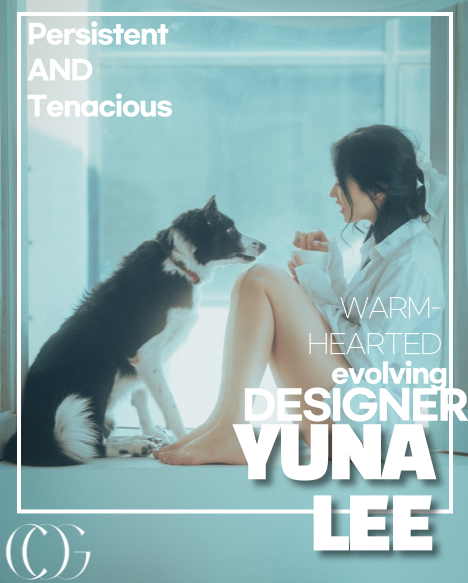 Persistent
AND
Tenacious
WARM-
HEARTED
evolving
DESIGNER
YUNA
LEE